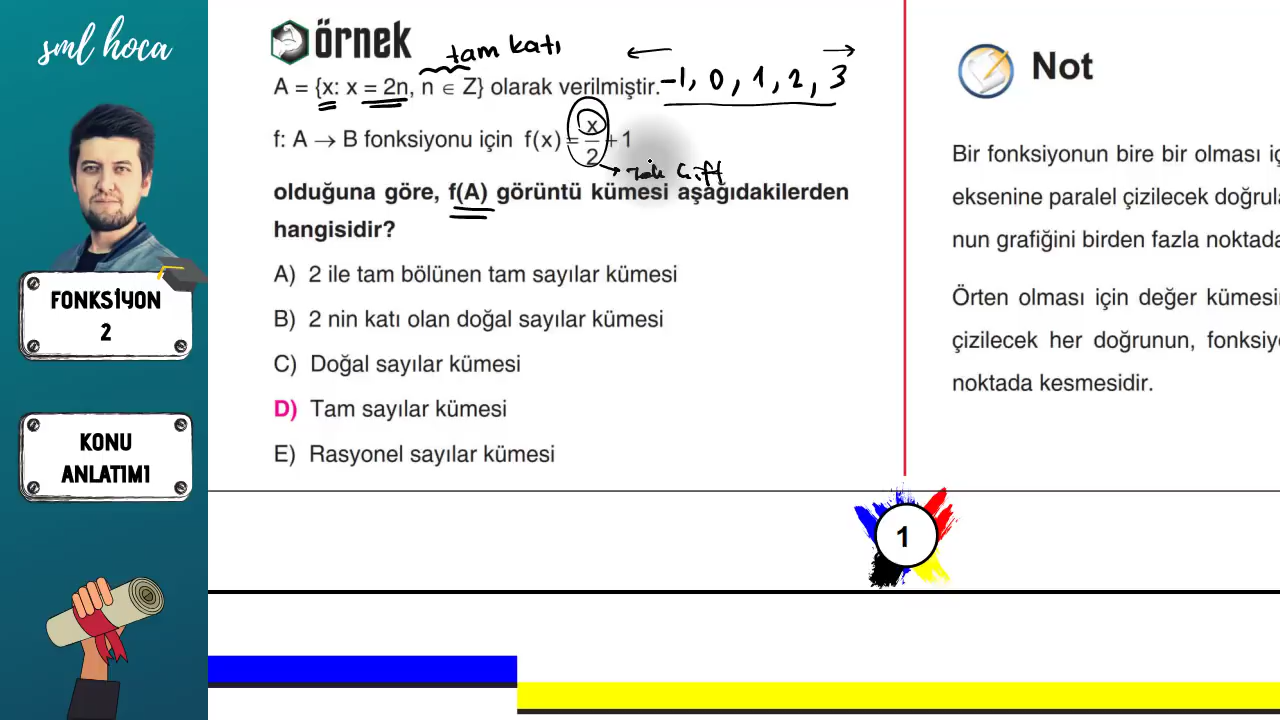 sml hoca
FONKSİYON
2
KONU
ANLATIMI
örnek
tam katı
A = {x: x = 2n, n ∈ Z} olarak verilmiştir.
-1, 0, 1, 2, 3
f: A → B fonksiyonu için f(x) = x/2 + 1
çift
olduğuna göre, f(A) görüntü kümesi aşağıdakilerden
hangisidir?
A) 2 ile tam bölünen tam sayılar kümesi
B) 2 nin katı olan doğal sayılar kümesi
C) Doğal sayılar kümesi
D) Tam sayılar kümesi
E) Rasyonel sayılar kümesi
1
Not
Bir fonksiyonun bire bir olması iç
eksenine paralel çizilecek doğrula
nun grafiğini birden fazla noktada
Örten olması için değer kümesin
çizilecek her doğrunun, fonksiyo
noktada kesmesidir.